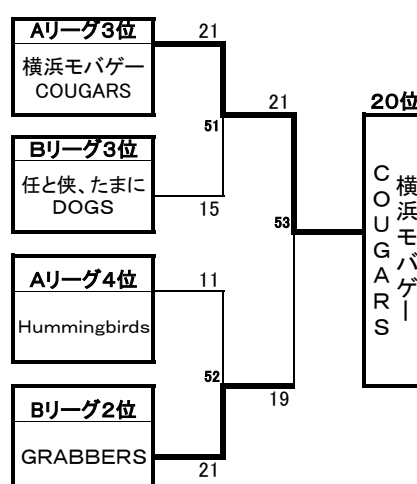 Aリーグ3位
横浜モバゲー
COUGARS
21
51
Bリーグ3位
任と侠、たまに
DOGS
15
21
53
20位
横浜モバゲー
COUGARS
Aリーグ4位
Hummingbirds
11
52
19
Bリーグ2位
GRABBERS
21